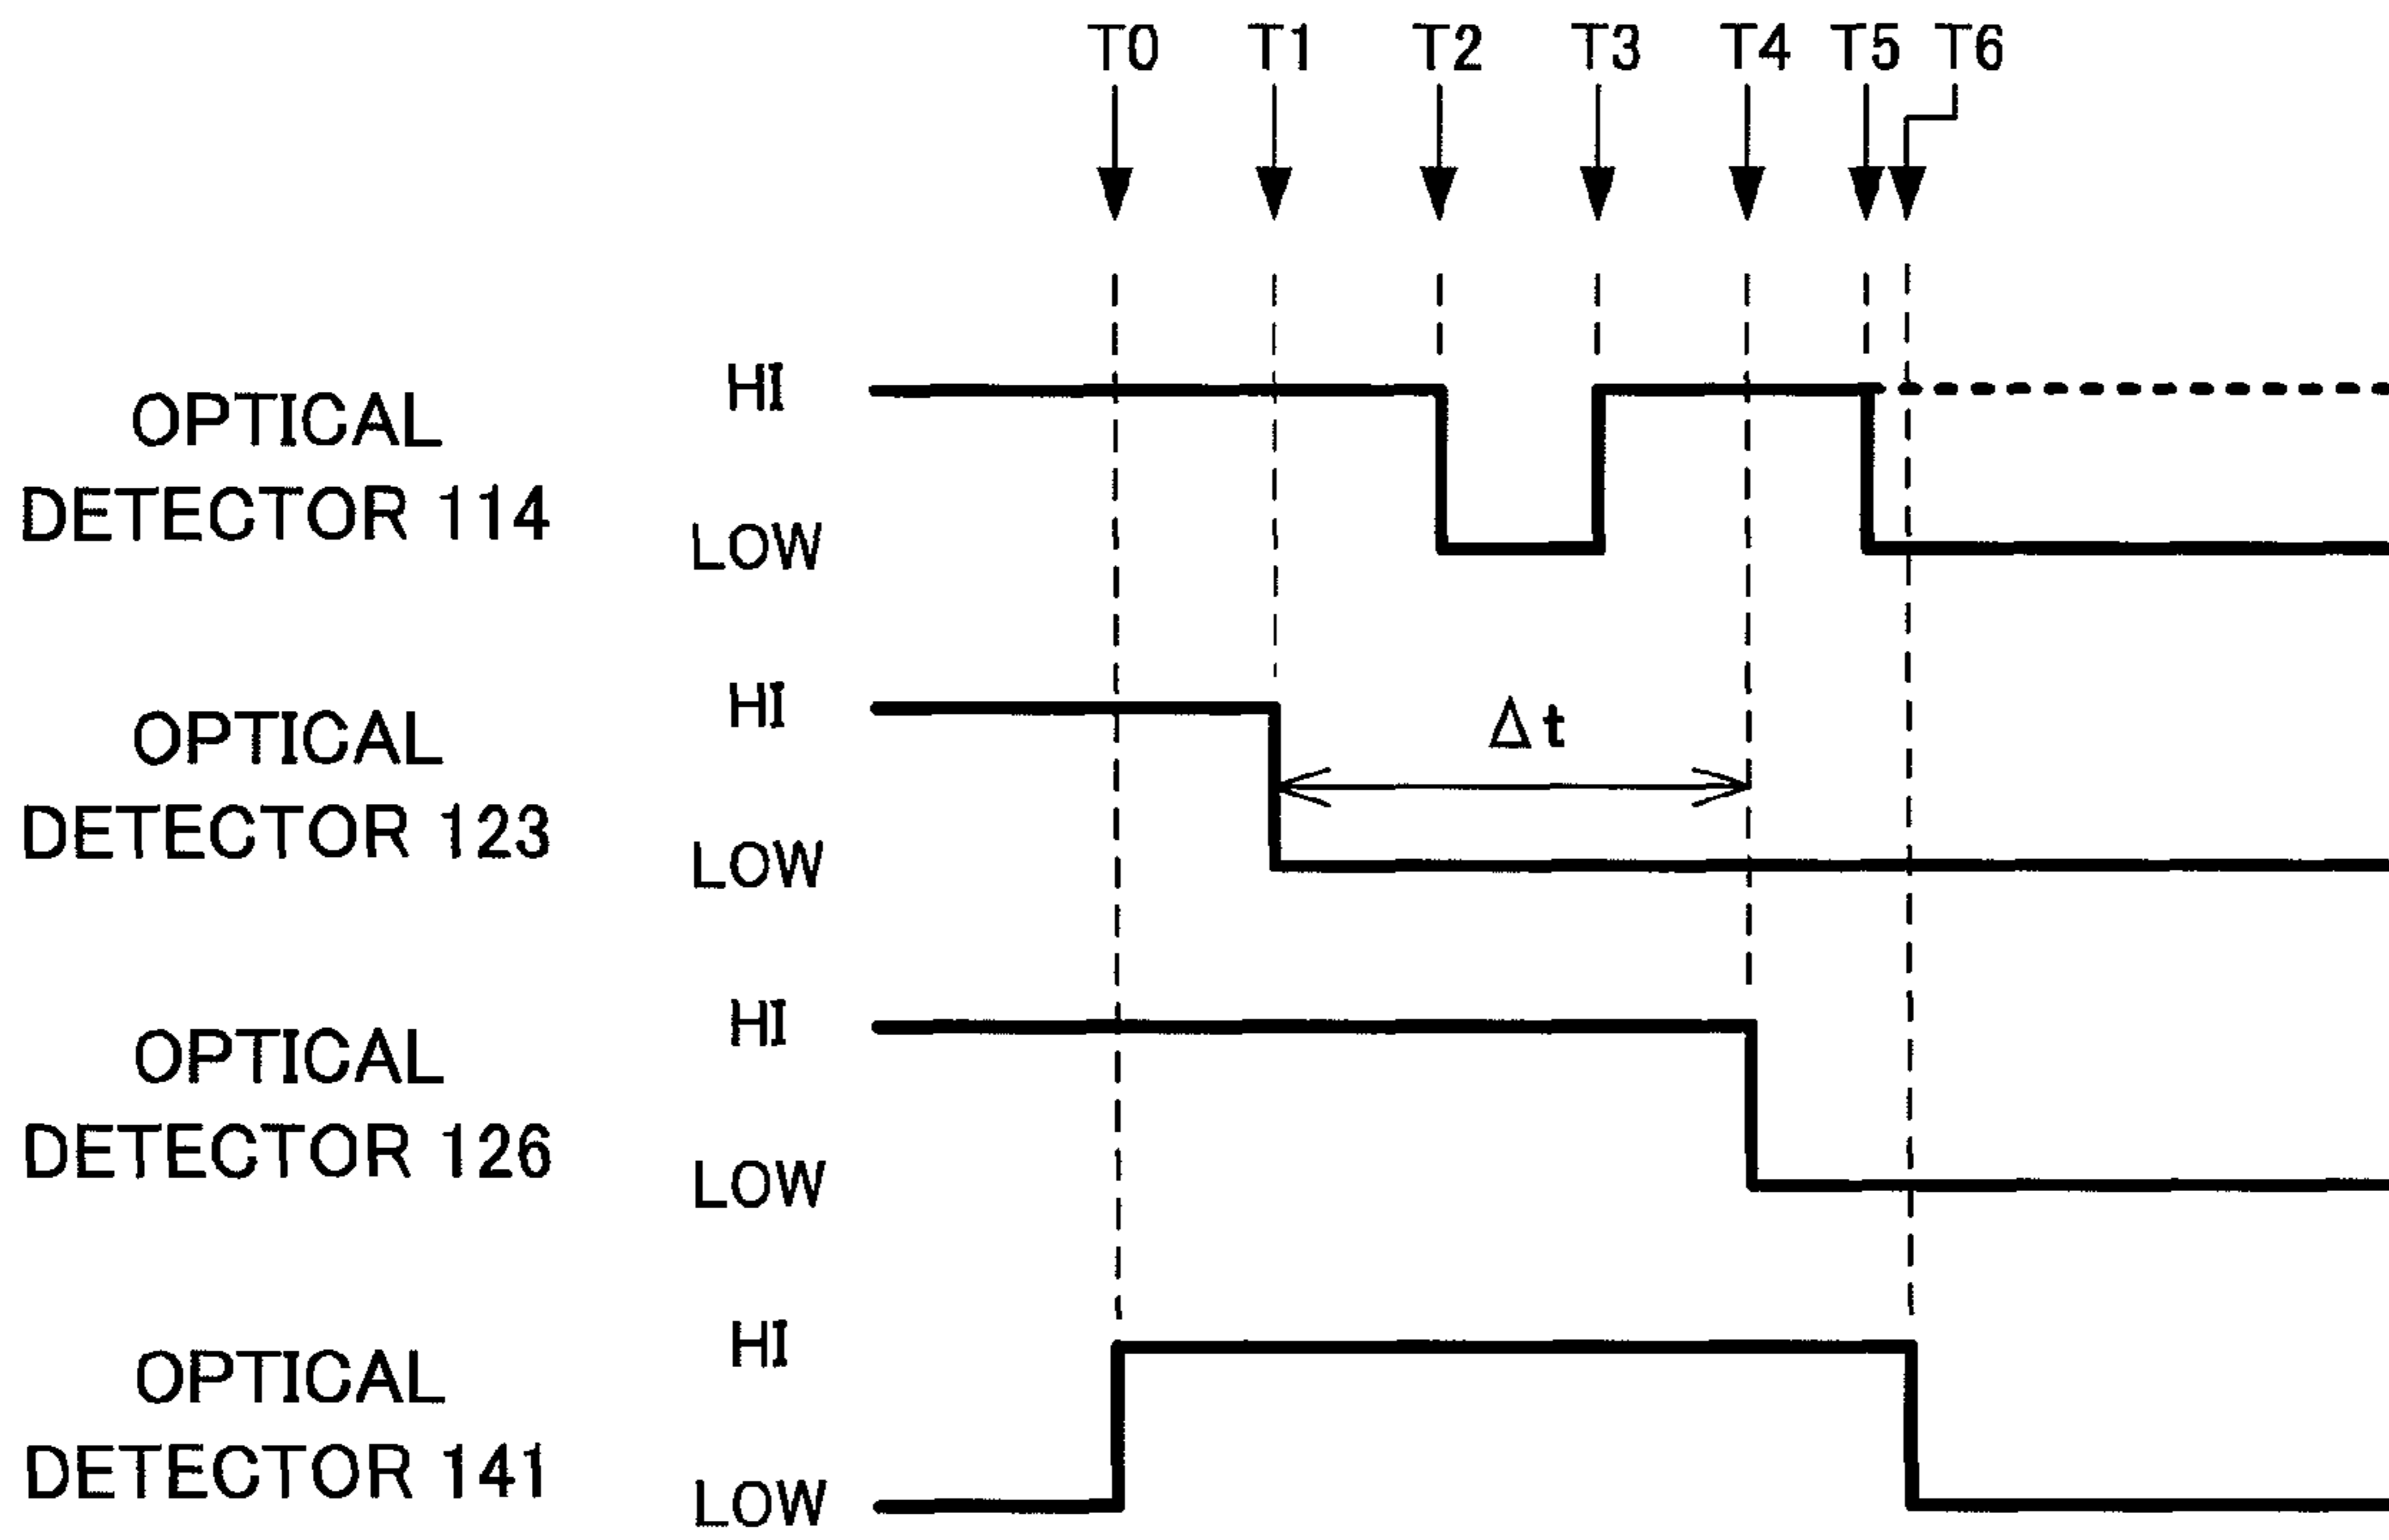 T0 T1 T2 T3 T4 T5 T6
HI
OPTICAL
DETECTOR 114
LOW
HI
Δt
OPTICAL
DETECTOR 123
LOW
HI
OPTICAL
DETECTOR 126
LOW
HI
OPTICAL
DETECTOR 141
LOW